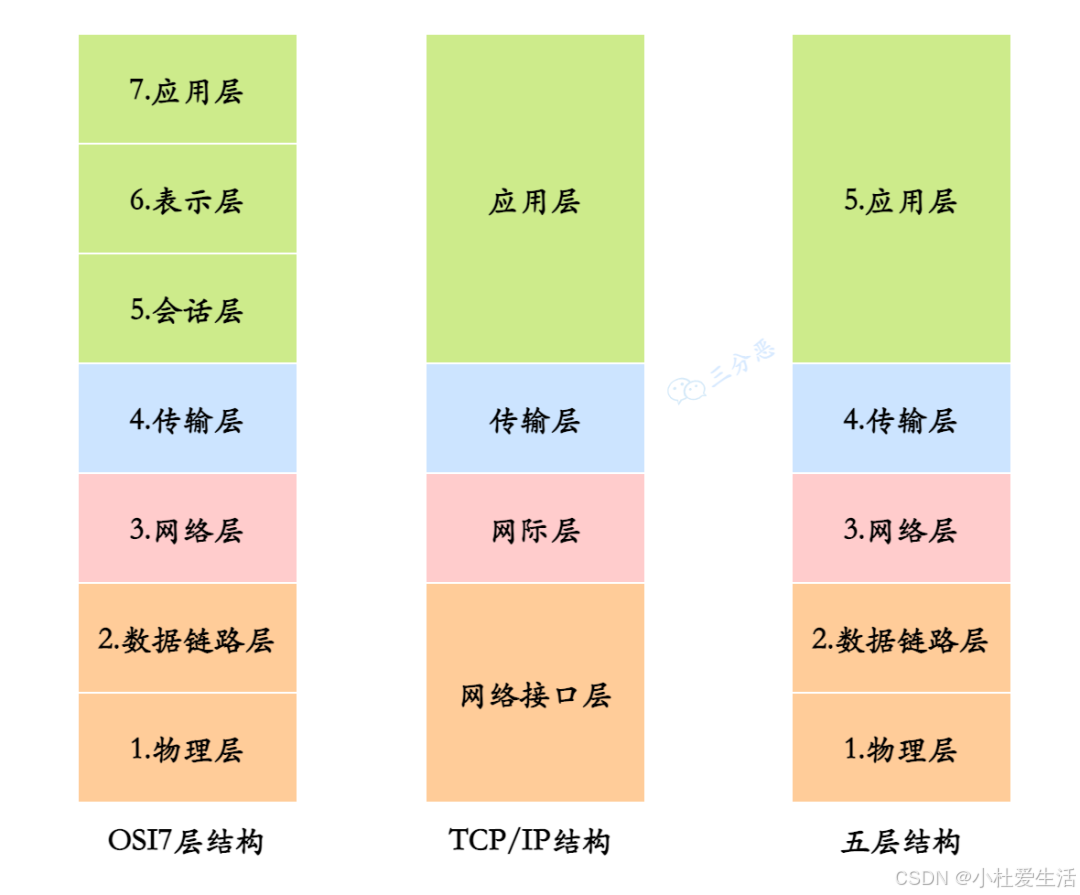 7.应用层
6.表示层
5.会话层
4.传输层
3.网络层
2.数据链路层
1.物理层
OSI7层结构
应用层
传输层
网际层
网络接口层
TCP/IP结构
5.应用层
4.传输层
3.网络层
2.数据链路层
1.物理层
五层结构
三分恶
CSDN @小杜爱生活